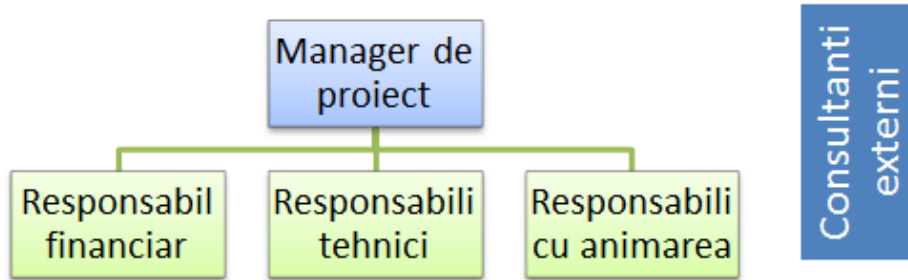 Manager de
proiect
Responsabil
financiar
Responsabili
tehnici
Responsabili
cu animarea
Consultanti
externi